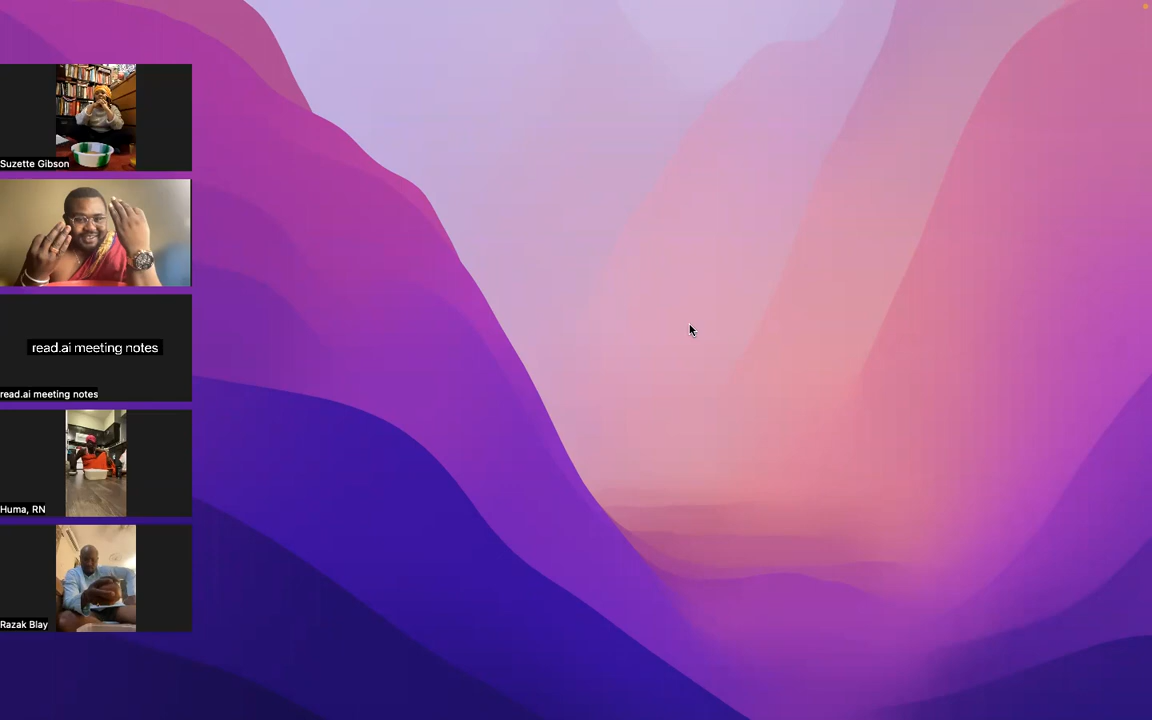 Suzette Gibson
read.ai meeting notes
read.ai meeting notes
Huma, RN
Razak Blay